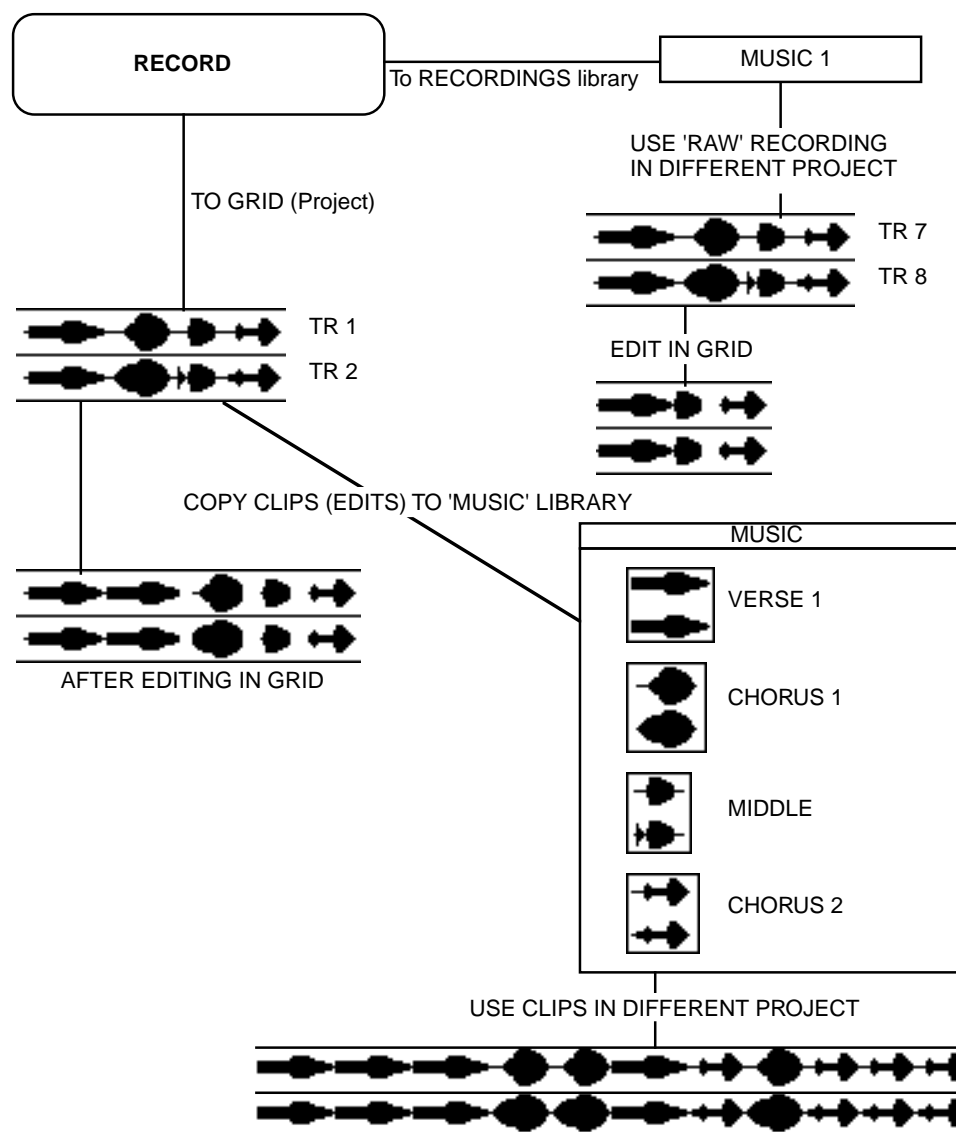 RECORD
To RECORDINGS library
MUSIC 1
USE 'RAW' RECORDING
IN DIFFERENT PROJECT
TO GRID (Project)
TR 7
TR 8
TR 1
TR 2
EDIT IN GRID
COPY CLIPS (EDITS) TO 'MUSIC' LIBRARY
MUSIC
VERSE 1
AFTER EDITING IN GRID
CHORUS 1
MIDDLE
CHORUS 2
USE CLIPS IN DIFFERENT PROJECT